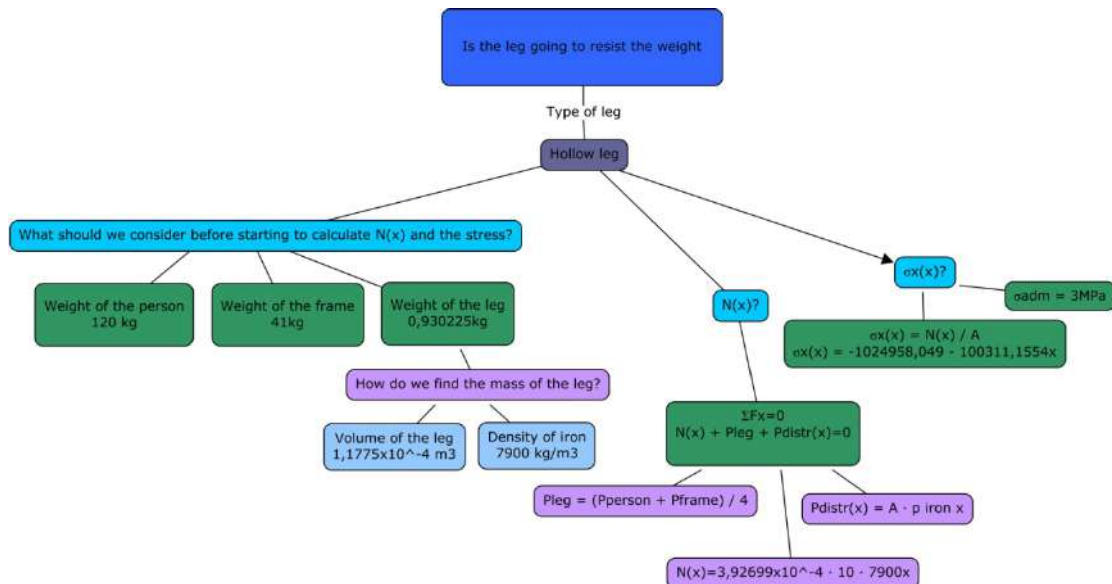 Is the leg going to resist the weight
Type of leg
Hollow leg
What should we consider before starting to calculate N(x) and the stress?
σx(x)?
Weight of the person
120 kg
Weight of the frame
41kg
Weight of the leg
0,930225kg
N(x)?
σadm = 3MPa
σx(x) = N(x) / A
σx(x) = -1024958,049 - 100311,1554x
How do we find the mass of the leg?
ΣFx=0
N(x) + Pleg + Pdistr(x)=0
Volume of the leg
1,1775x10^-4 m3
Density of iron
7900 kg/m3
Pleg = (Pperson + Pframe) / 4
Pdistr(x) = A · p iron x
N(x)=3,92699x10^-4 · 10 · 7900x